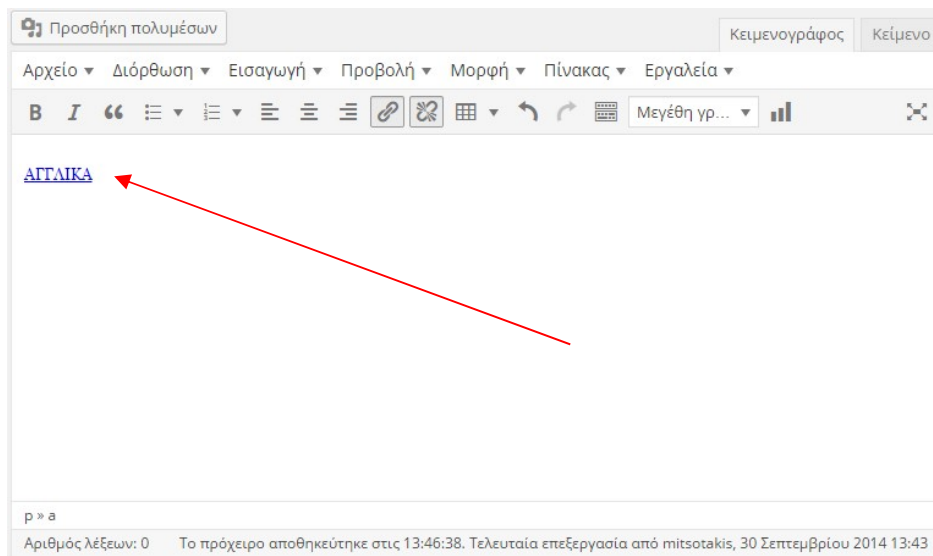 Προσθήκη πολυμέσων
Κειμενογράφος Κείμενο
Αρχείο Διόρθωση Εισαγωγή Προβολή Μορφή Πίνακας Εργαλεία
B I Μεγέθη γρ...
ΑΓΓΛΙΚΑ
p » a
Αριθμός λέξεων: 0 Το πρόχειρο αποθηκεύτηκε στις 13:46:38. Τελευταία επεξεργασία από mitsotakis, 30 Σεπτεμβρίου 2014 13:43